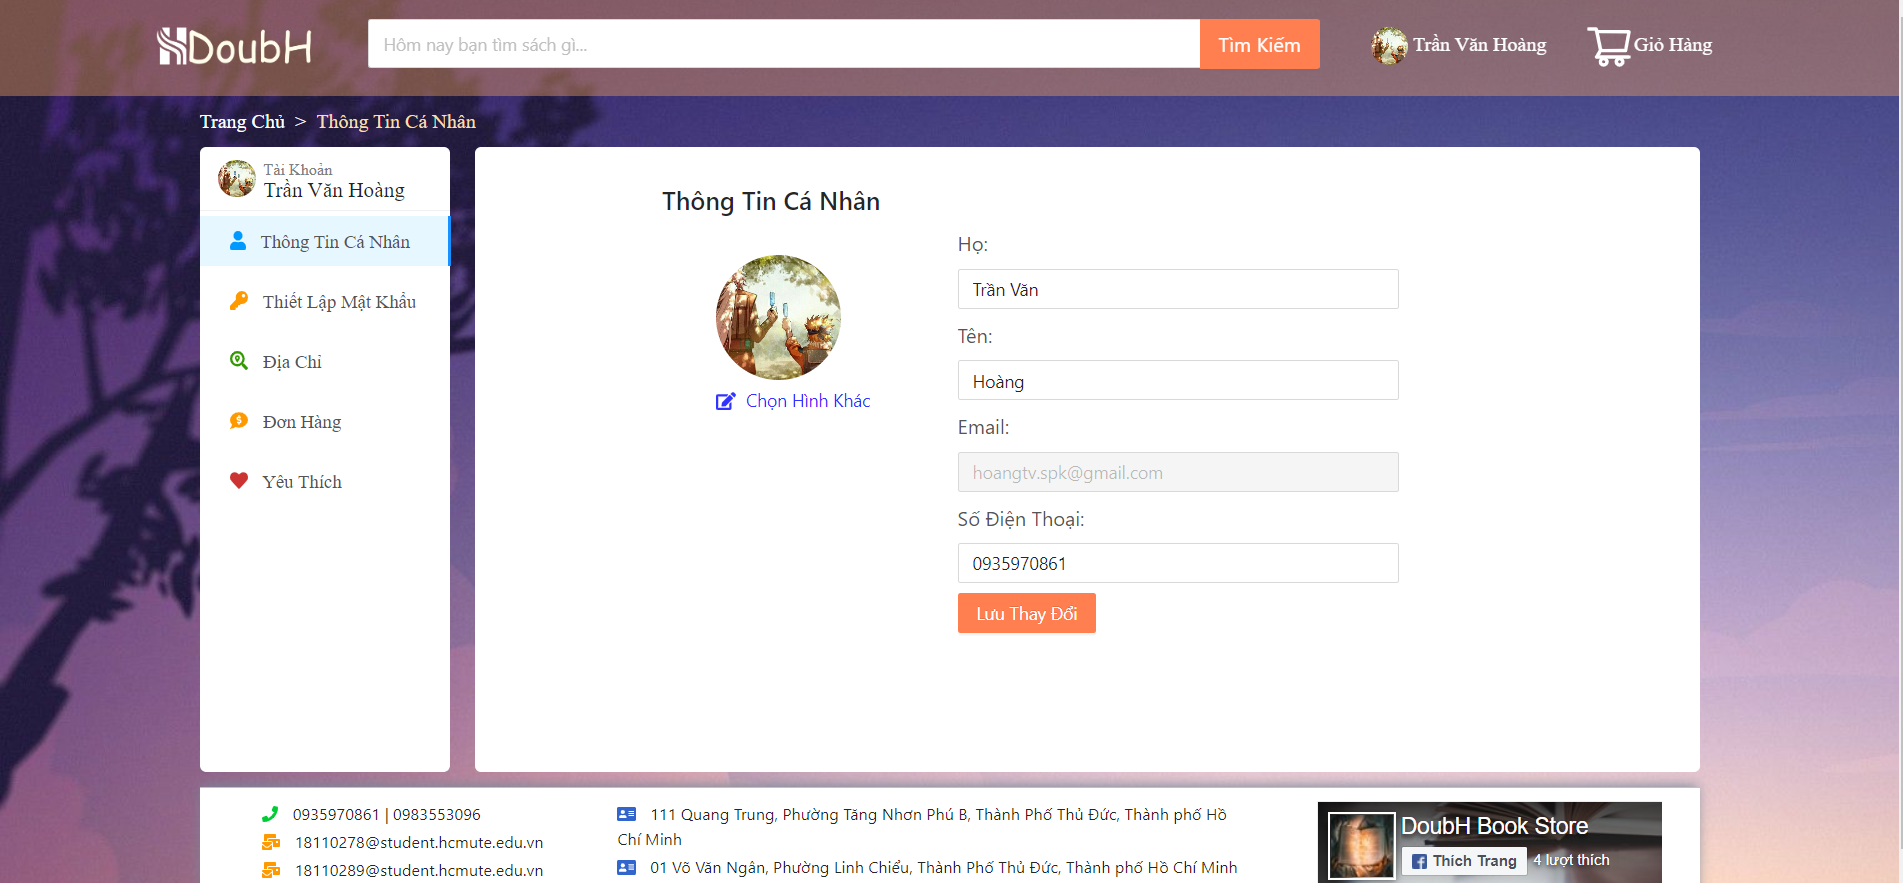 DoubH
Hôm nay bạn tìm sách gì...
Tìm Kiếm
Trần Văn Hoàng
Giỏ Hàng
Trang Chủ > Thông Tin Cá Nhân
Tài Khoản
Trần Văn Hoàng
Thông Tin Cá Nhân
Thiết Lập Mật Khẩu
Địa Chỉ
Đơn Hàng
Yêu Thích
Thông Tin Cá Nhân
Chọn Hình Khác
Họ:
Trần Văn
Tên:
Hoàng
Email:
hoangtv.spk@gmail.com
Số Điện Thoại:
0935970861
Lưu Thay Đổi
0935970861 | 0983553096
18110278@student.hcmute.edu.vn
18110289@student.hcmute.edu.vn
111 Quang Trung, Phường Tăng Nhơn Phú B, Thành Phố Thủ Đức, Thành phố Hồ
Chí Minh
01 Võ Văn Ngân, Phường Linh Chiểu, Thành Phố Thủ Đức, Thành phố Hồ Chí Minh
DoubH Book Store
Thích Trang
4 lượt thích